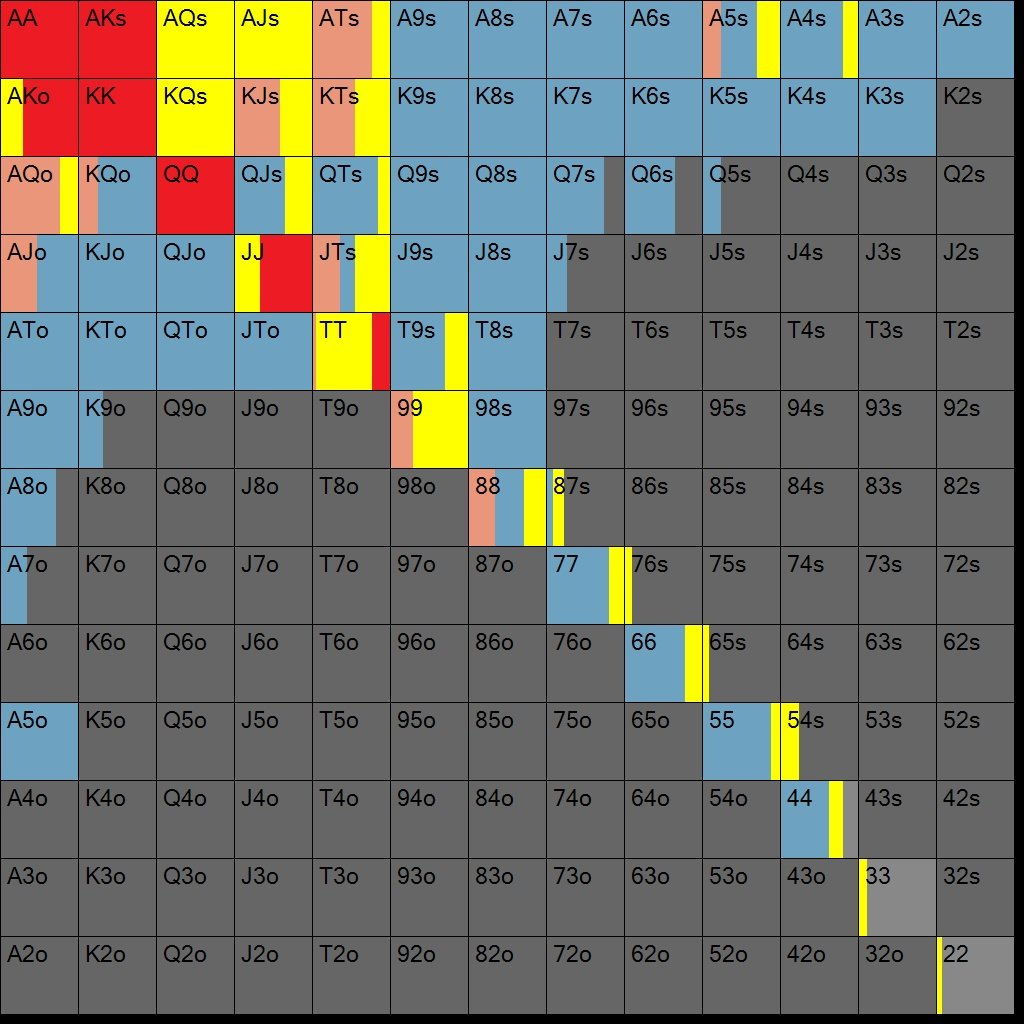 AA AKs AQs AJs ATs A9s A8s A7s A6s A5s A4s A3s A2s
AKo KK KQs KJs KTs K9s K8s K7s K6s K5s K4s K3s K2s
AQo KQo QQ QJs QTs Q9s Q8s Q7s Q6s Q5s Q4s Q3s Q2s
AJo KJo QJo JJ JTs J9s J8s J7s J6s J5s J4s J3s J2s
ATo KTo QTo JTo TT T9s T8s T7s T6s T5s T4s T3s T2s
A9o K9o Q9o J9o T9o 99 98s 97s 96s 95s 94s 93s 92s
A8o K8o Q8o J8o T8o 98o 88 87s 86s 85s 84s 83s 82s
A7o K7o Q7o J7o T7o 97o 87o 77 76s 75s 74s 73s 72s
A6o K6o Q6o J6o T6o 96o 86o 76o 66 65s 64s 63s 62s
A5o K5o Q5o J5o T5o 95o 85o 75o 65o 55 54s 53s 52s
A4o K4o Q4o J4o T4o 94o 84o 74o 64o 54o 44 43s 42s
A3o K3o Q3o J3o T3o 93o 83o 73o 63o 53o 43o 33 32s
A2o K2o Q2o J2o T2o 92o 82o 72o 62o 52o 42o 32o 22